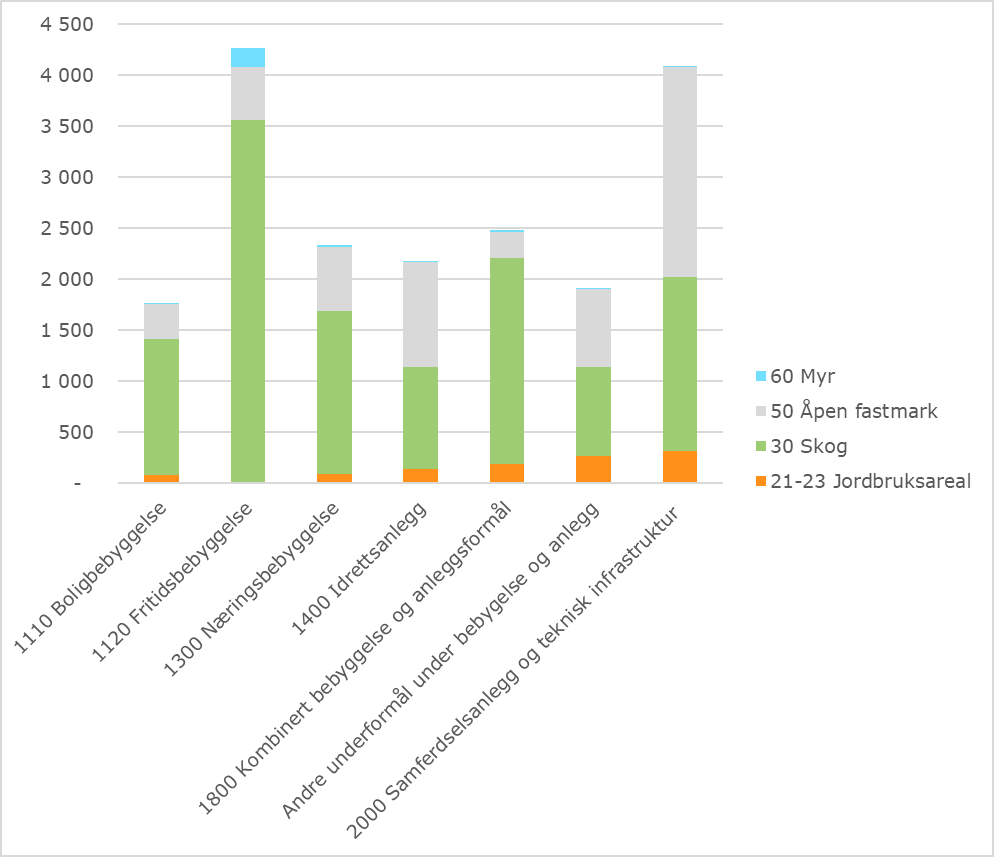 4 500
4 000
3 500
3 000
2 500
2 000
1 500
1 000
500
-
1110 Boligbebyggelse
1120 Fritidsbebyggelse
1300 Næringsbebyggelse
1400 Idrettsanlegg
1800 Kombinert bebyggelse og anleggsformål
Andre underformål under bebygelse og anlegg
2000 Samferdselsanlegg og teknisk infrastruktur
60 Myr
50 Åpen fastmark
30 Skog
21-23 Jordbruksareal